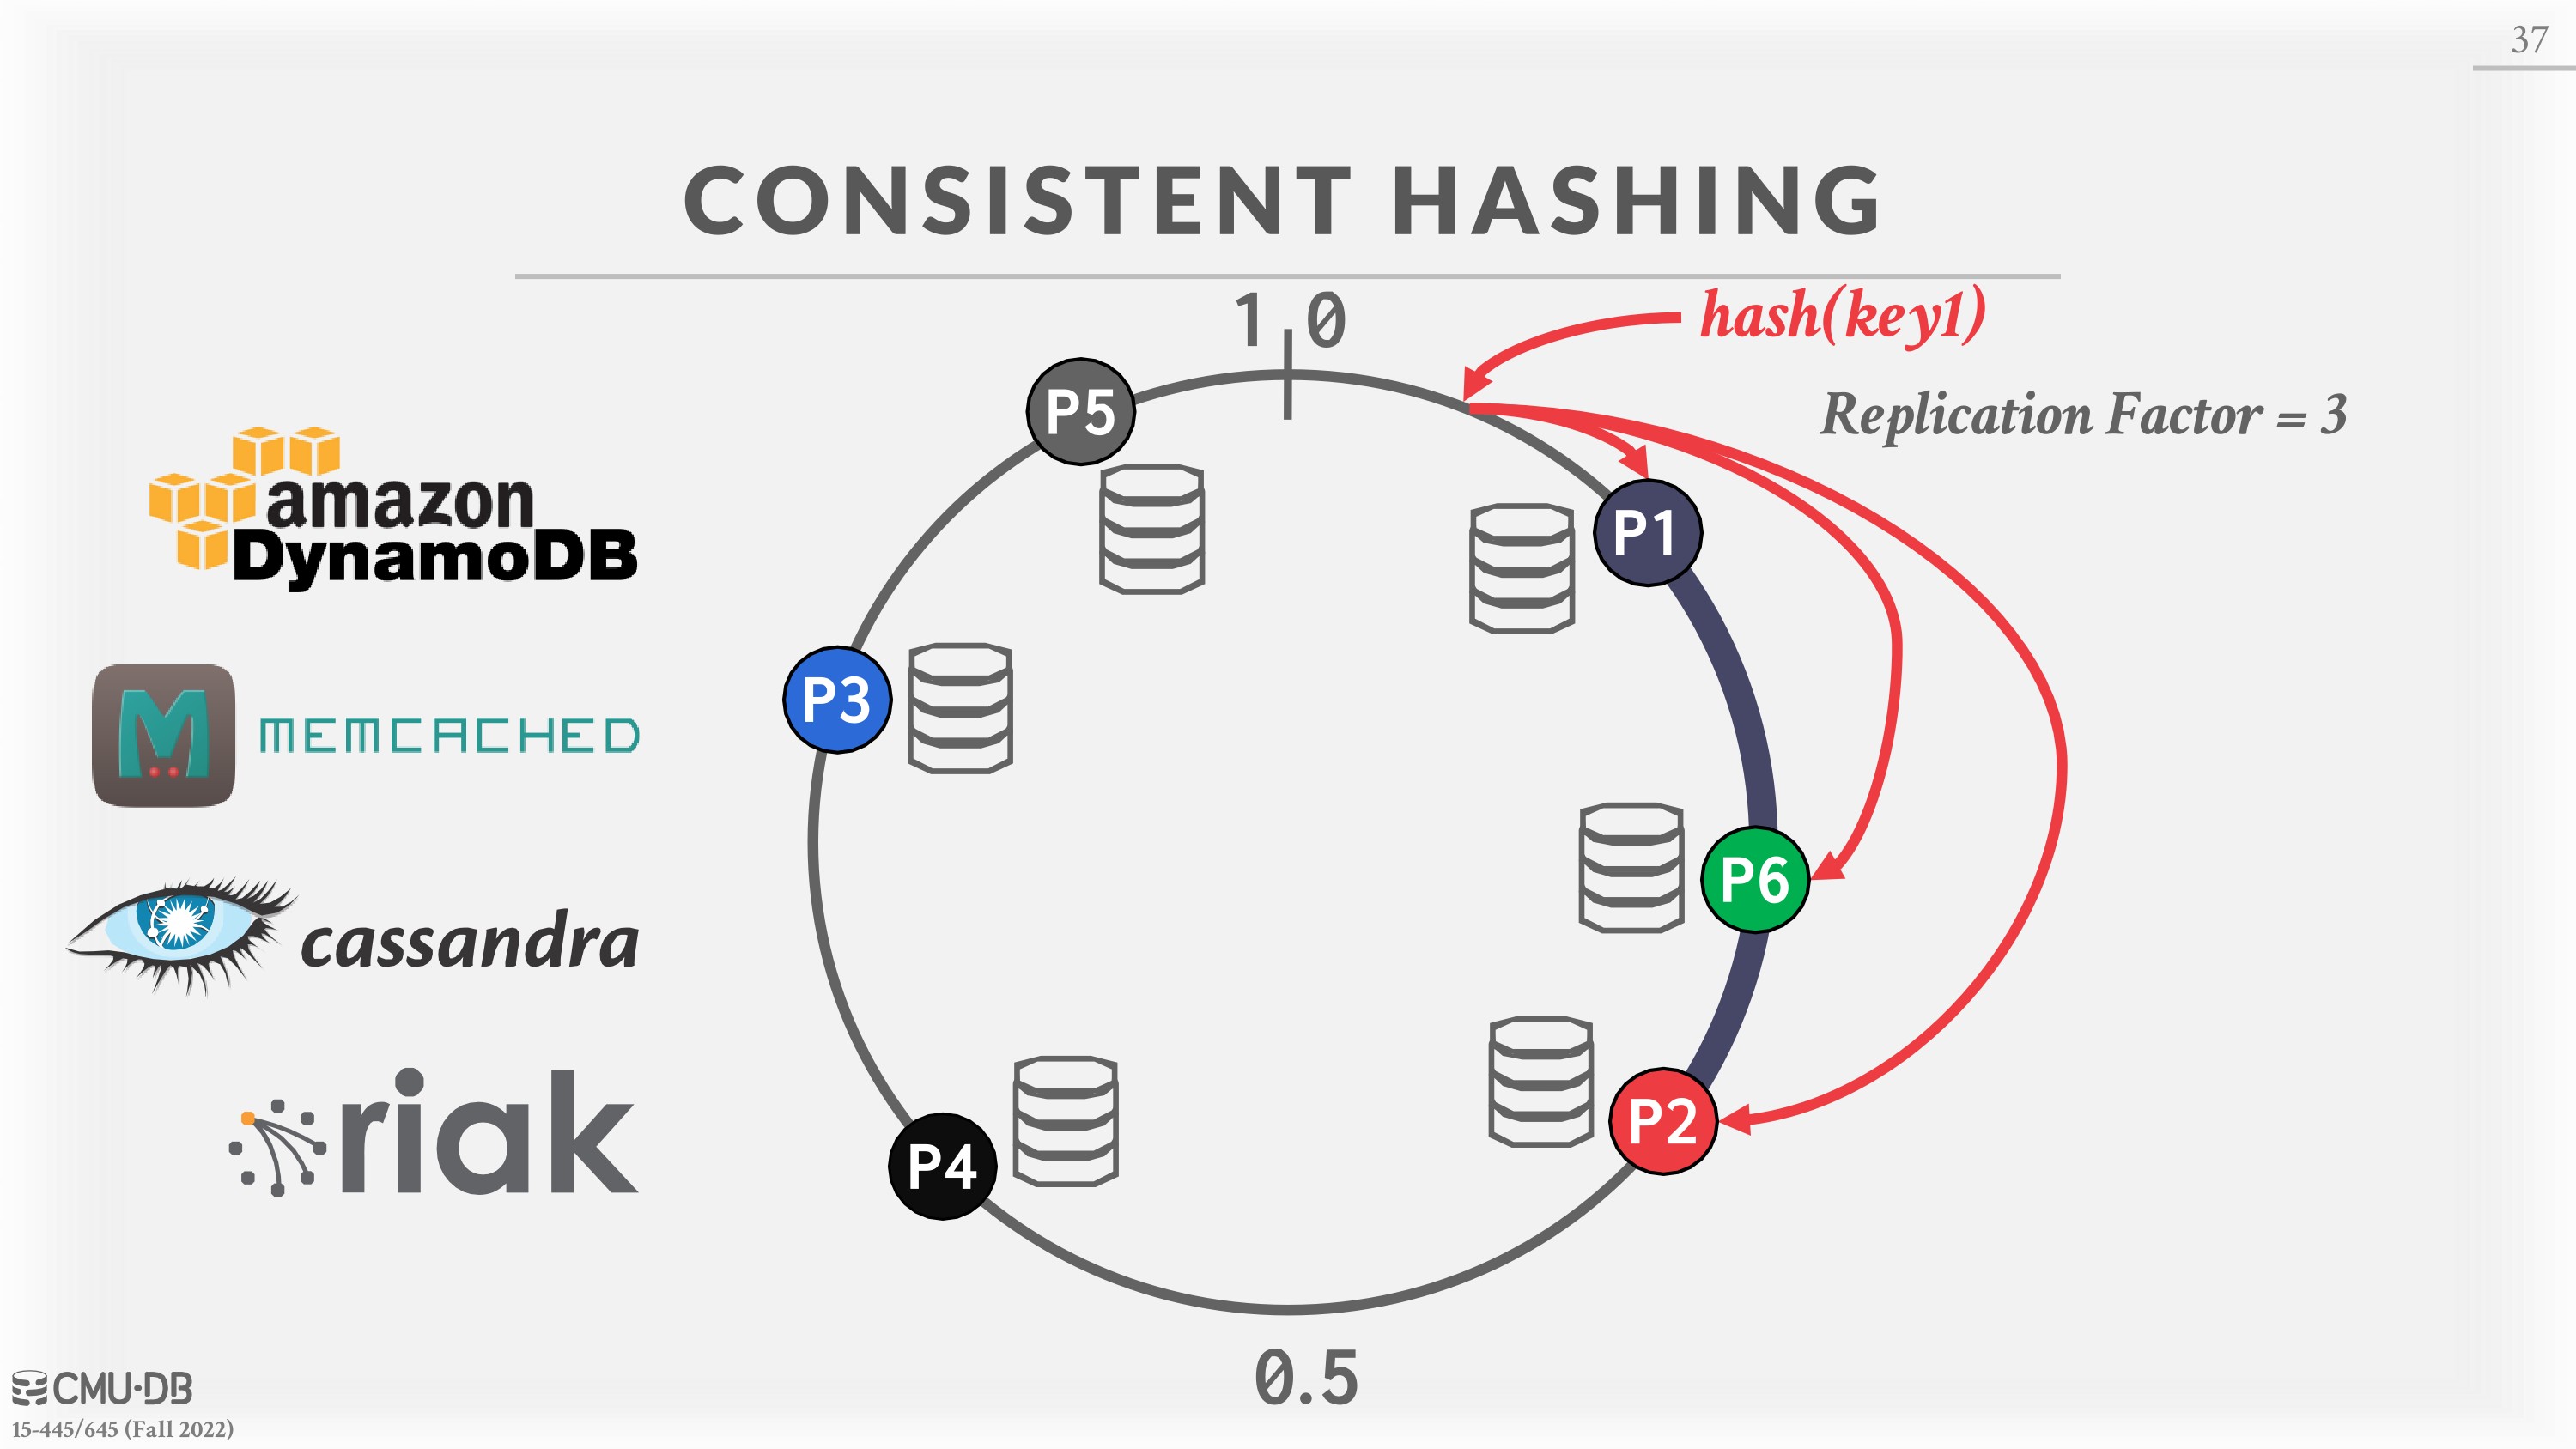 37
CONSISTENT HASHING
1 0
hash(key1)
Replication Factor = 3
P5
P1
P3
P6
P2
P4
0.5
amazon
DynamoDB
M
MEMCACHED
cassandra
riak
CMU·DB
15-445/645 (Fall 2022)